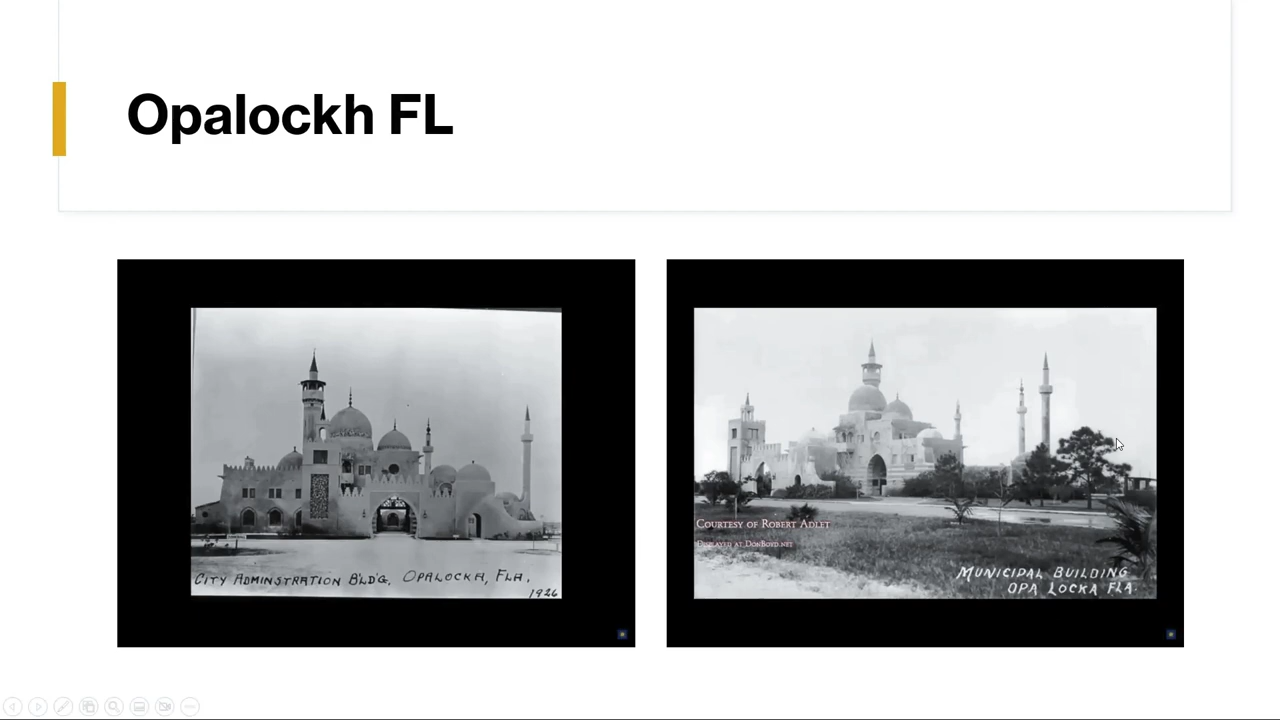 Opalockh FL
CITY ADMINSTRATION BLD'G. OPALOCKA, FLA.
1926
COURTESY OF ROBERT ADLET
DISPLAYED AT DONBOYD.NET
MUNICIPAL BUILDING
OPA LOCKA FLA.